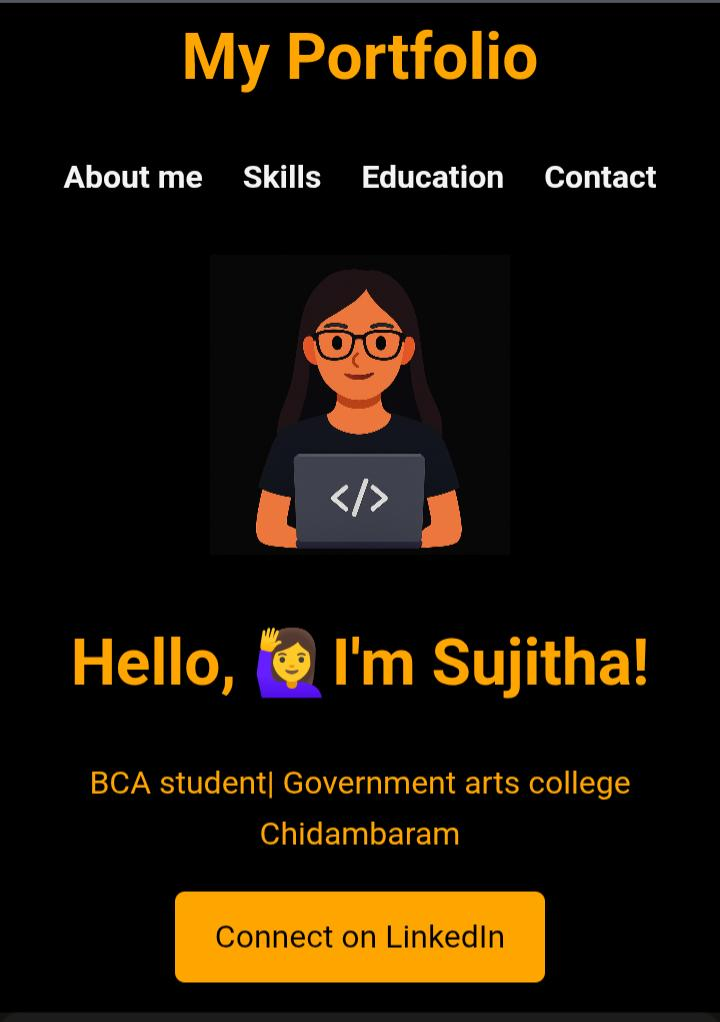 My Portfolio
About me Skills Education Contact
</>
Hello, 🙋‍♀️ I'm Sujitha!
BCA student| Government arts college
Chidambaram
Connect on LinkedIn